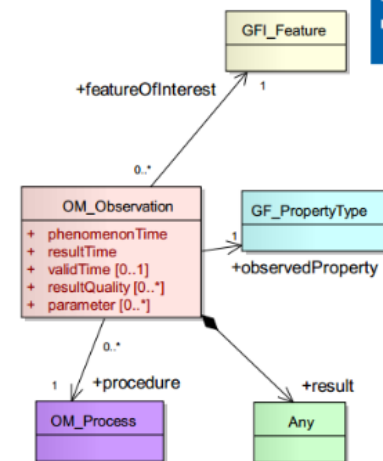 GFI_Feature
+featureOfInterest
1
0..*
OM_Observation
+ phenomenonTime
+ resultTime
+ validTime [0..1]
+ resultQuality [0..*]
+ parameter [0..*]
GF_PropertyType
1
+observedProperty
0..*
1
+procedure
+result
OM_Process
Any